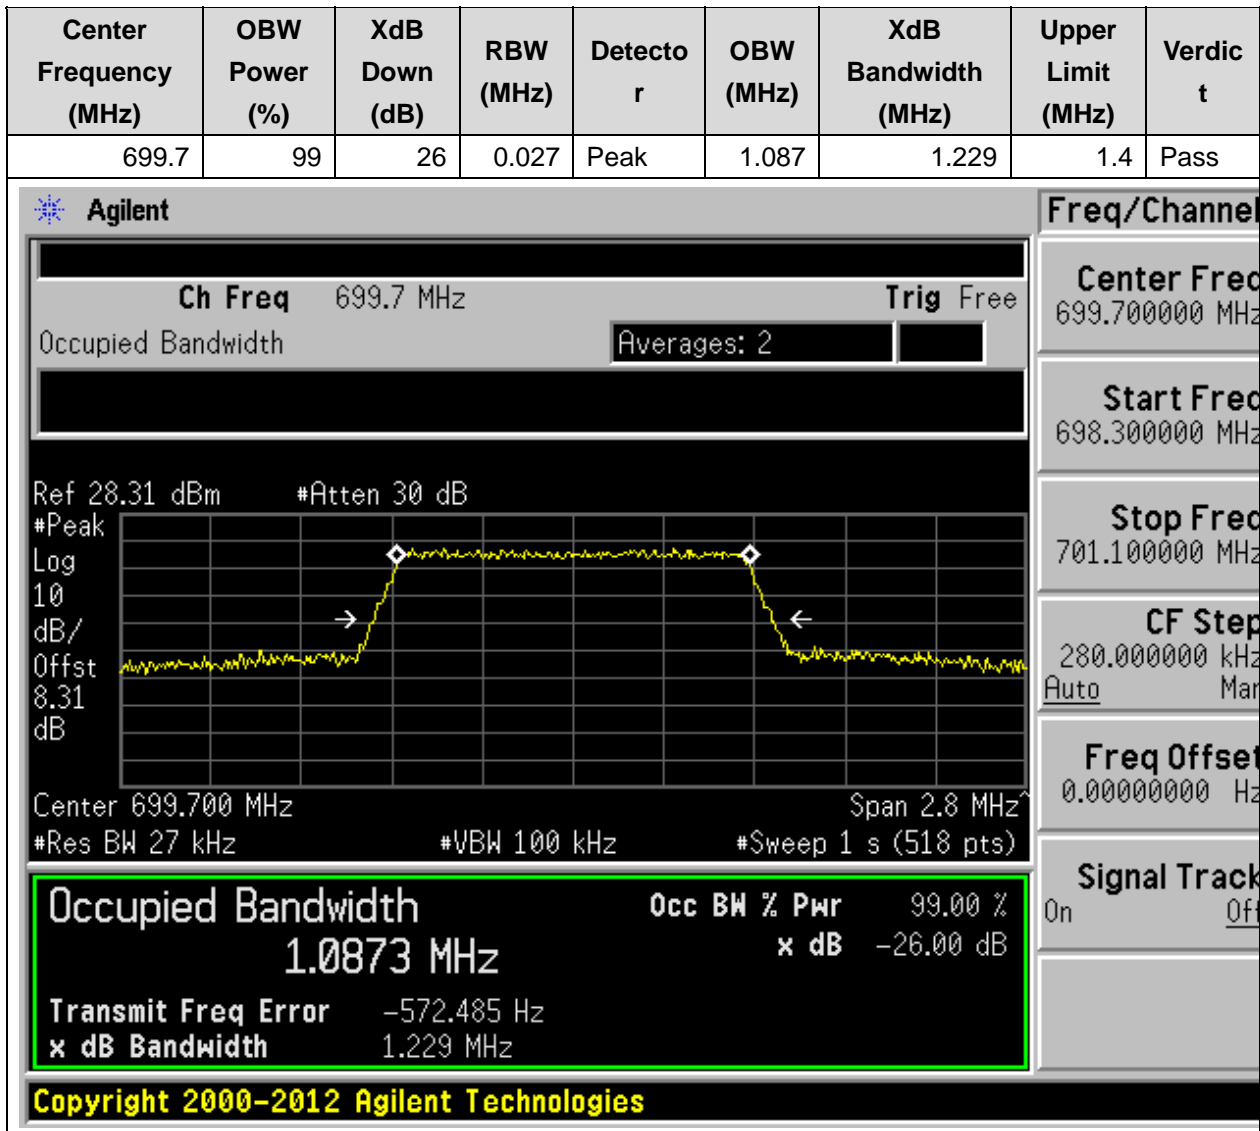 Center Frequency (MHz) OBW Power (%) XdB Down (dB) RBW (MHz) Detecto r OBW (MHz) XdB Bandwidth (MHz) Upper Limit (MHz) Verdic t
699.7 99 26 0.027 Peak 1.087 1.229 1.4 Pass
Agilent
Freq/Channel
Ch Freq 699.7 MHz Trig Free
Occupied Bandwidth Averages: 2
Center Freq
699.700000 MHz
Start Freq
698.300000 MHz
Stop Freq
701.100000 MHz
CF Step
280.000000 kHz
Auto Man
Freq Offset
0.00000000 Hz
Signal Track
On Off
Ref 28.31 dBm #Atten 30 dB
#Peak
Log
10
dB/
Offst
8.31
dB
Center 699.700 MHz Span 2.8 MHz^
#Res BW 27 kHz #VBW 100 kHz #Sweep 1 s (518 pts)
Occupied Bandwidth Occ BW % Pwr 99.00 %
1.0873 MHz x dB -26.00 dB
Transmit Freq Error -572.485 Hz
x dB Bandwidth 1.229 MHz
Copyright 2000-2012 Agilent Technologies